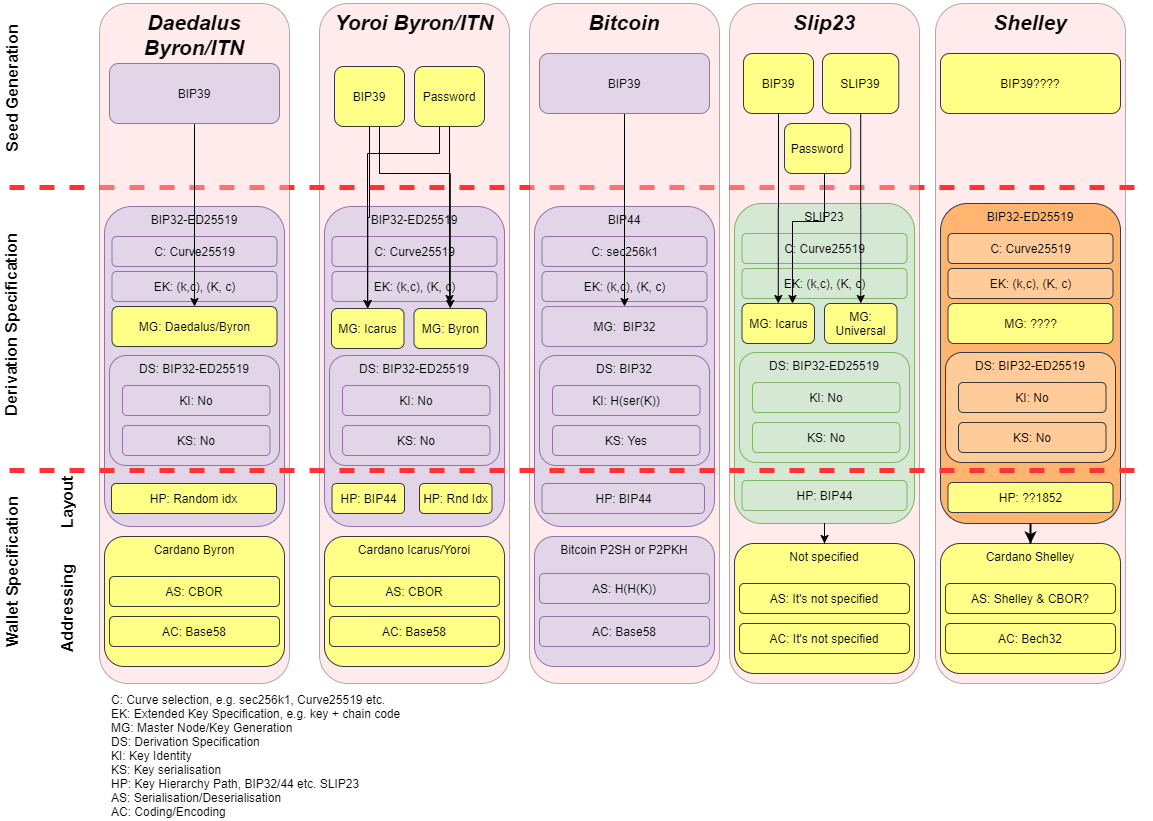 Daedalus
Byron/ITN
Yoroi Byron/ITN
Bitcoin
Slip23
Shelley
Seed Generation
BIP39
BIP39
Password
BIP39
BIP39
SLIP39
Password
BIP39????
Derivation Specification
BIP32-ED25519
C: Curve25519
EK: (k,c), (K, c)
MG: Daedalus/Byron
DS: BIP32-ED25519
KI: No
KS: No
BIP32-ED25519
C: Curve25519
EK: (k,c), (K, c)
MG: Icarus
MG: Byron
DS: BIP32-ED25519
KI: No
KS: No
BIP44
C: sec256k1
EK: (k,c), (K, c)
MG:  BIP32
DS: BIP32
KI: H(ser(K))
KS: Yes
SLIP23
C: Curve25519
EK: (k,c), (K, c)
MG: Icarus
MG:
Universal
DS: BIP32-ED25519
KI: No
KS: No
BIP32-ED25519
C: Curve25519
EK: (k,c), (K, c)
MG: ????
DS: BIP32-ED25519
KI: No
KS: No
Wallet Specification
Layout
HP: Random idx
HP: BIP44
HP: Rnd Idx
HP: BIP44
HP: BIP44
HP: ??1852
Addressing
Cardano Byron
AS: CBOR
AC: Base58
Cardano Icarus/Yoroi
AS: CBOR
AC: Base58
Bitcoin P2SH or P2PKH
AS: H(H(K))
AC: Base58
Not specified
AS: It's not specified
AC: It's not specified
Cardano Shelley
AS: Shelley & CBOR?
AC: Bech32
C: Curve selection, e.g. sec256k1, Curve25519 etc.
EK: Extended Key Specification, e.g. key + chain code
MG: Master Node/Key Generation
DS: Derivation Specification
KI: Key Identity
KS: Key serialisation
HP: Key Hierarchy Path, BIP32/44 etc. SLIP23
AS: Serialisation/Deserialisation
AC: Coding/Encoding